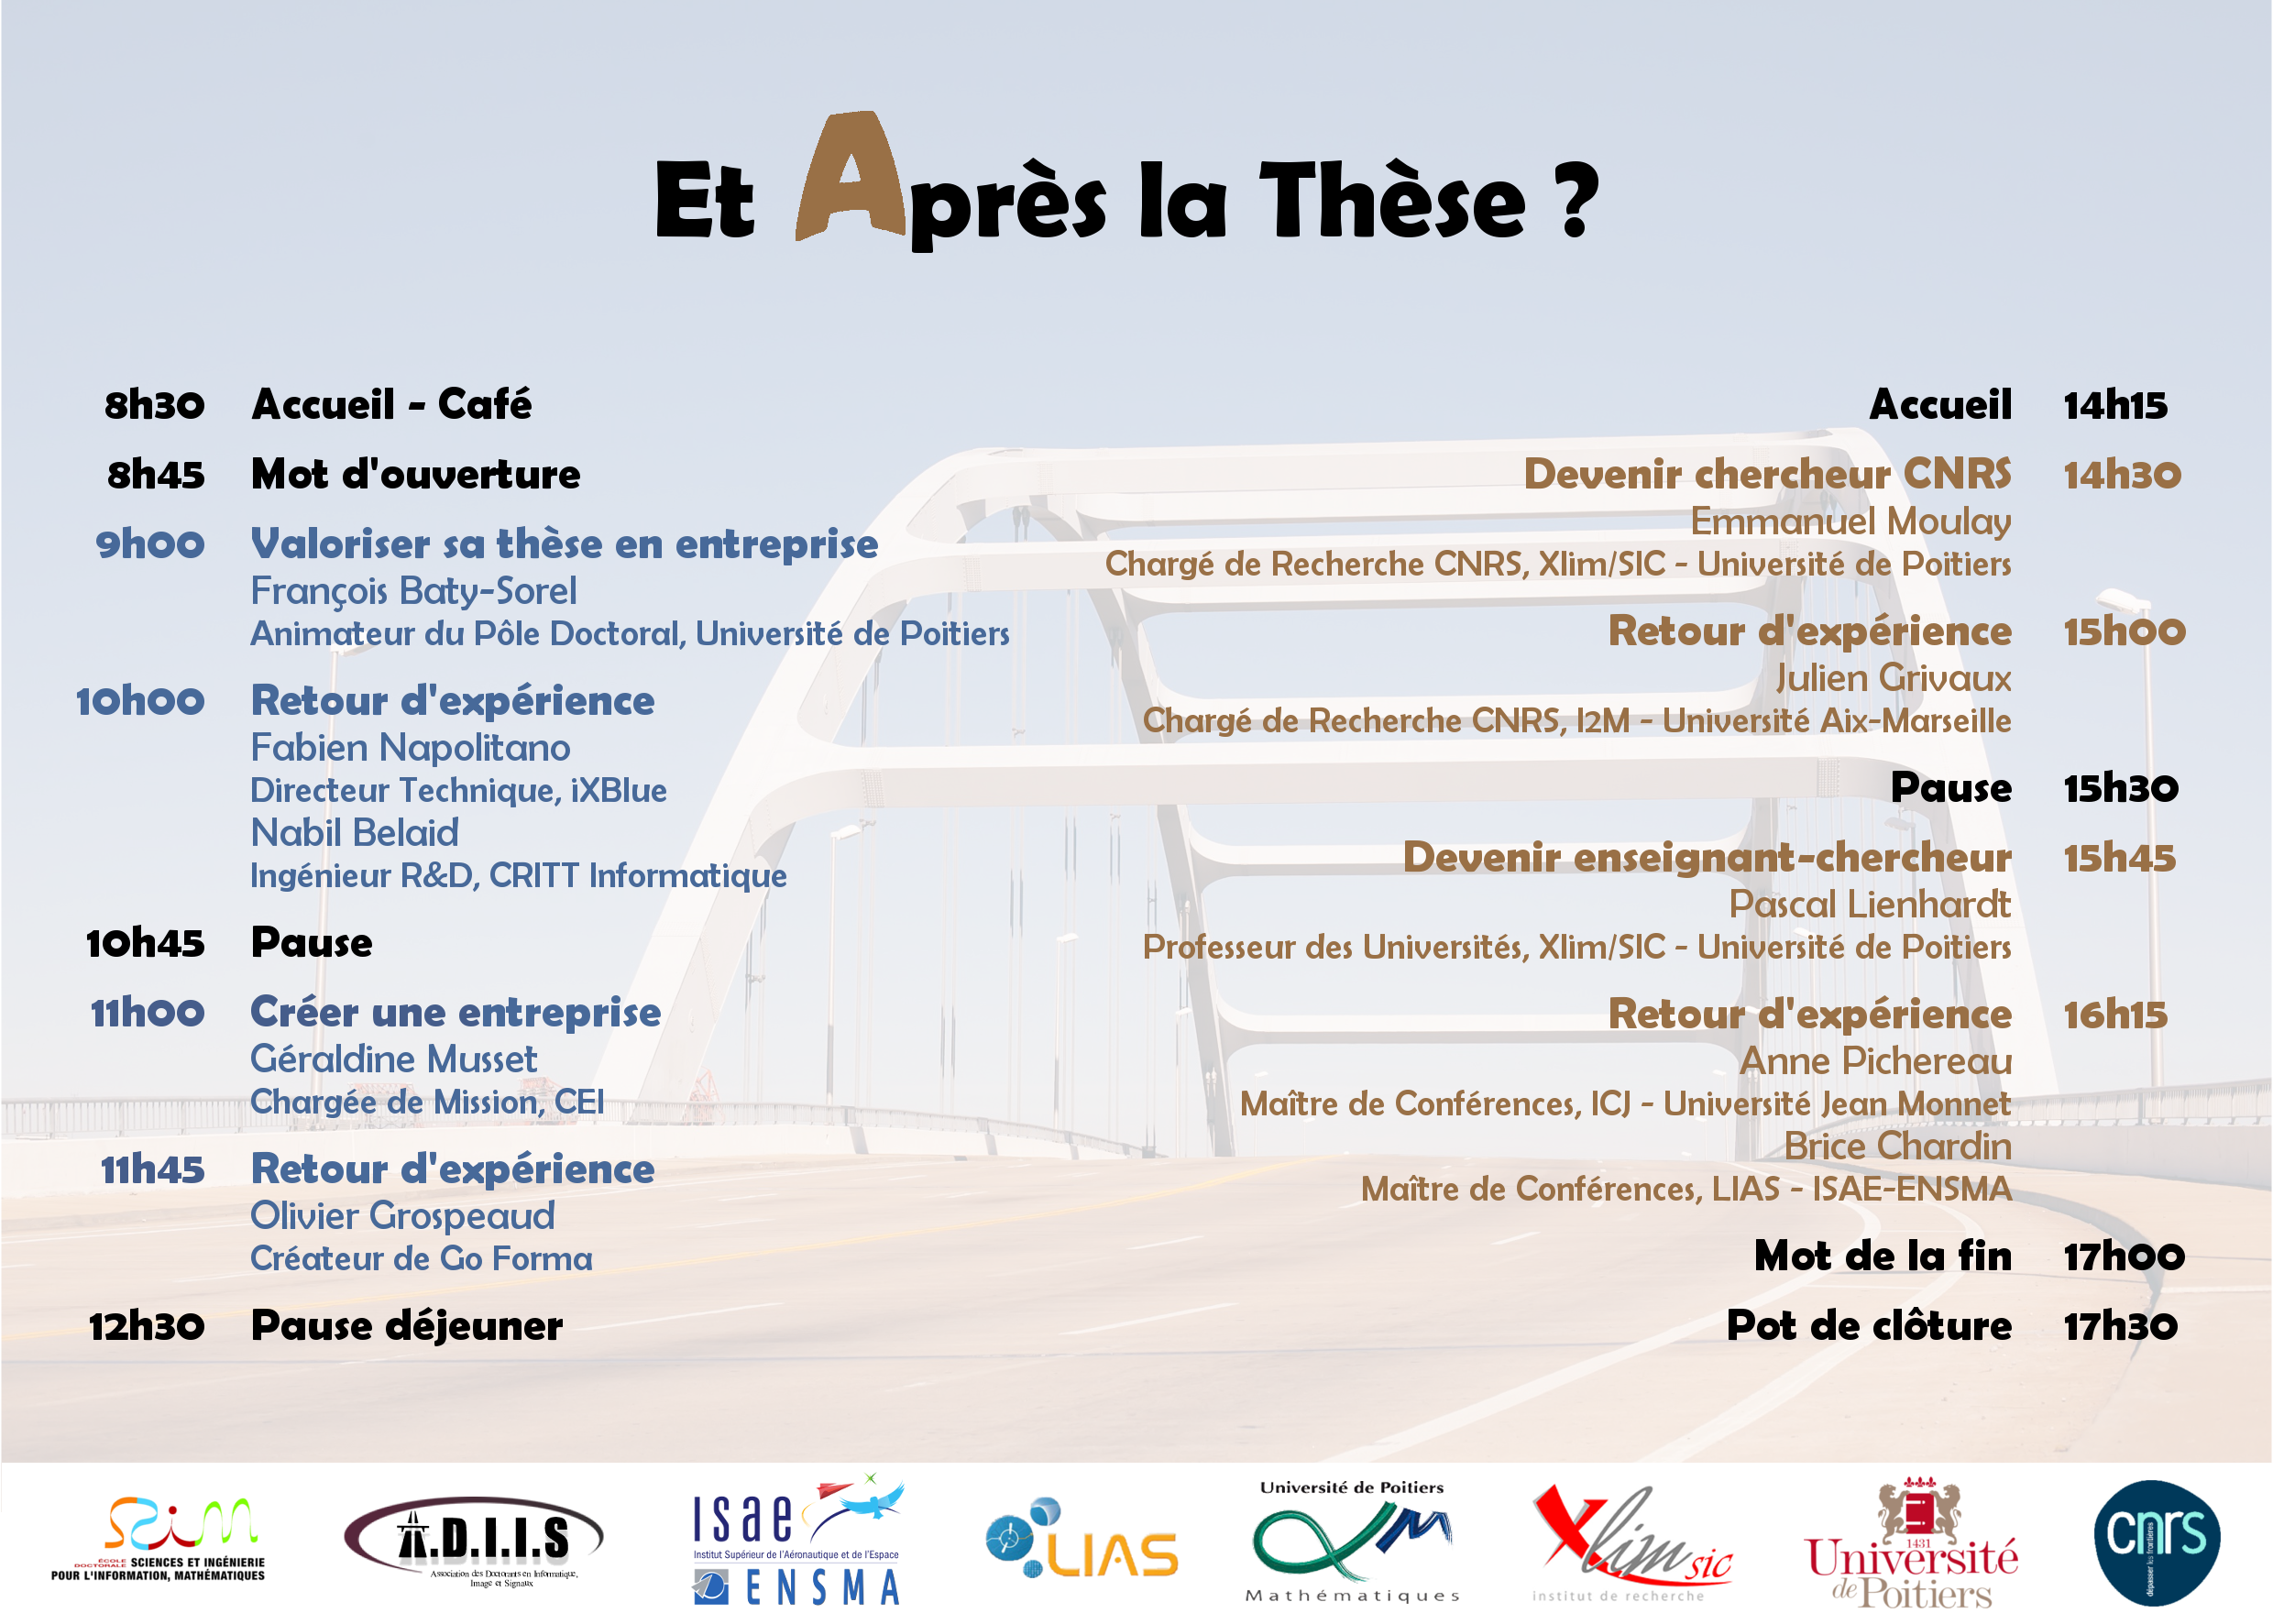 Et Après la Thèse ?
8h30 Accueil - Café
8h45 Mot d'ouverture
9h00 Valoriser sa thèse en entreprise
François Baty-Sorel
Animateur du Pôle Doctoral, Université de Poitiers
10h00 Retour d'expérience
Fabien Napolitano
Directeur Technique, iXBlue
Nabil Belaid
Ingénieur R&D, CRITT Informatique
10h45 Pause
11h00 Créer une entreprise
Géraldine Musset
Chargée de Mission, CEI
11h45 Retour d'expérience
Olivier Grospeaud
Créateur de Go Forma
12h30 Pause déjeuner
Accueil 14h15
Devenir chercheur CNRS 14h30
Emmanuel Moulay
Chargé de Recherche CNRS, Xlim/SIC - Université de Poitiers
Retour d'expérience 15h00
Julien Grivaux
Chargé de Recherche CNRS, I2M - Université Aix-Marseille
Pause 15h30
Devenir enseignant-chercheur 15h45
Pascal Lienhardt
Professeur des Universités, Xlim/SIC - Université de Poitiers
Retour d'expérience 16h15
Anne Pichereau
Maître de Conférences, ICJ - Université Jean Monnet
Brice Chardin
Maître de Conférences, LIAS - ISAE-ENSMA
Mot de la fin 17h00
Pot de clôture 17h30
SiM
ÉCOLE DOCTORALE SCIENCES ET INGÉNIERIE
POUR L'INFORMATION, MATHÉMATIQUES
A.D.I.I.S
Association des Doctorants en Informatique,
Image et Signaux
isae
Institut Supérieur de l'Aéronautique et de l'Espace
ENSMA
LIAS
Université de Poitiers
Mathématiques
Xlim sic
institut de recherche
1431
Université
de Poitiers
cnrs
dépasser les frontières